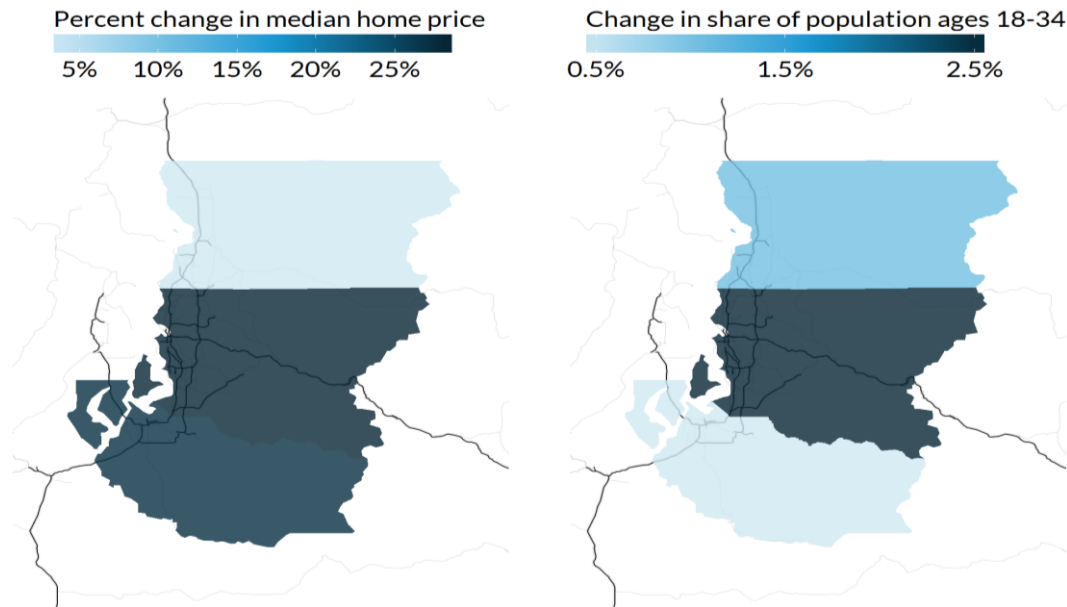 Percent change in median home price
5% 10% 15% 20% 25%
Change in share of population ages 18-34
0.5% 1.5% 2.5%